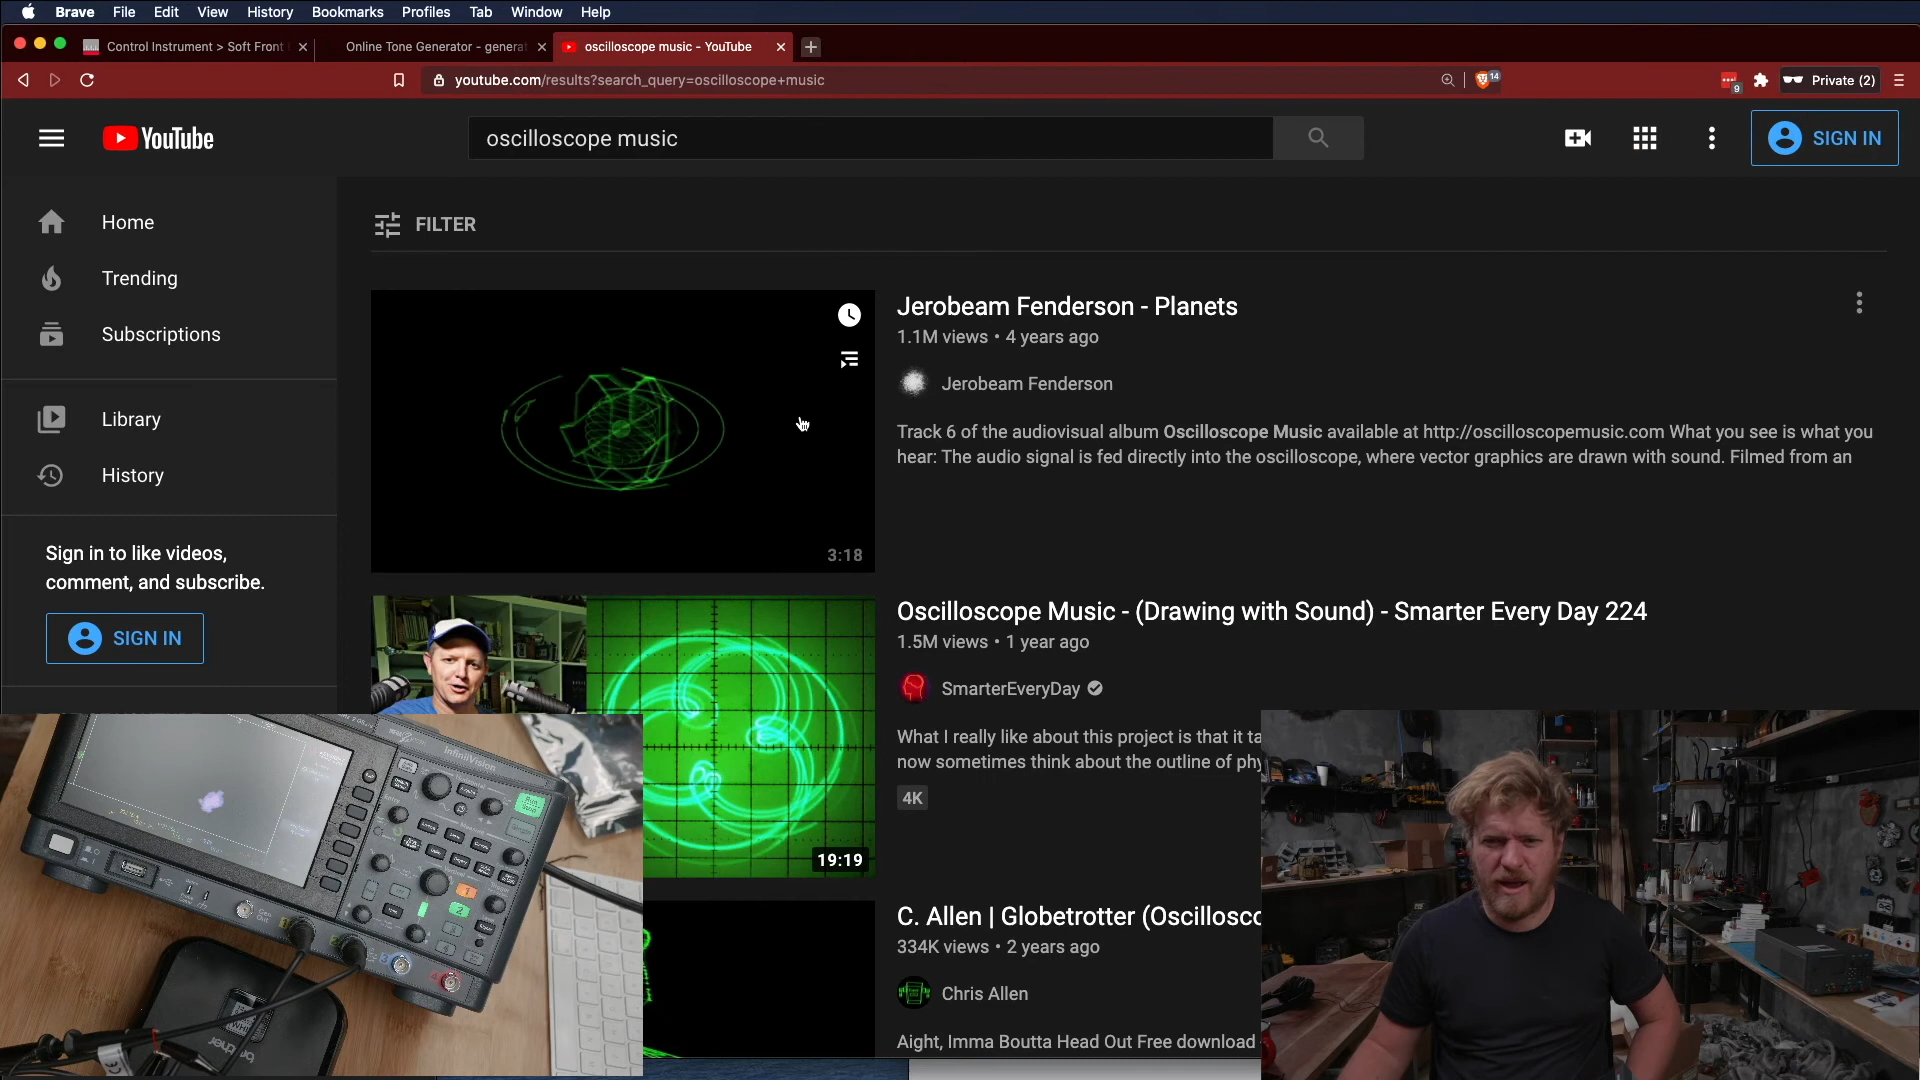 Brave File Edit View History Bookmarks Profiles Tab Window Help
Control Instrument > Soft Front
Online Tone Generator - generat
oscilloscope music - YouTube
youtube.com/results?search_query=oscilloscope+music
14
9
Private (2)
YouTube
oscilloscope music
SIGN IN
Home
Trending
Subscriptions
Library
History
Sign in to like videos,
comment, and subscribe.
SIGN IN
FILTER
3:18
Jerobeam Fenderson - Planets
1.1M views • 4 years ago
Jerobeam Fenderson
Track 6 of the audiovisual album Oscilloscope Music available at http://oscilloscopemusic.com What you see is what you
hear: The audio signal is fed directly into the oscilloscope, where vector graphics are drawn with sound. Filmed from an
19:19
Oscilloscope Music - (Drawing with Sound) - Smarter Every Day 224
1.5M views • 1 year ago
SmarterEveryDay
What I really like about this project is that it ta
now sometimes think about the outline of phy
4K
C. Allen | Globetrotter (Oscillosco
334K views • 2 years ago
Chris Allen
Aight, Imma Boutta Head Out Free download
InfiniiVision
1
2
brother